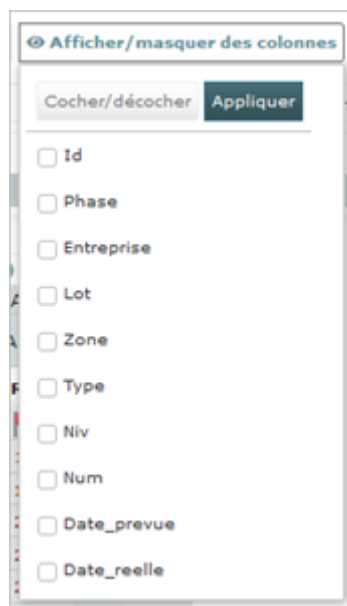 Afficher/masquer des colonnes
Cocher/décocher Appliquer
Id
Phase
Entreprise
Lot
Zone
Type
Niv
Num
Date_prevue
Date_reelle